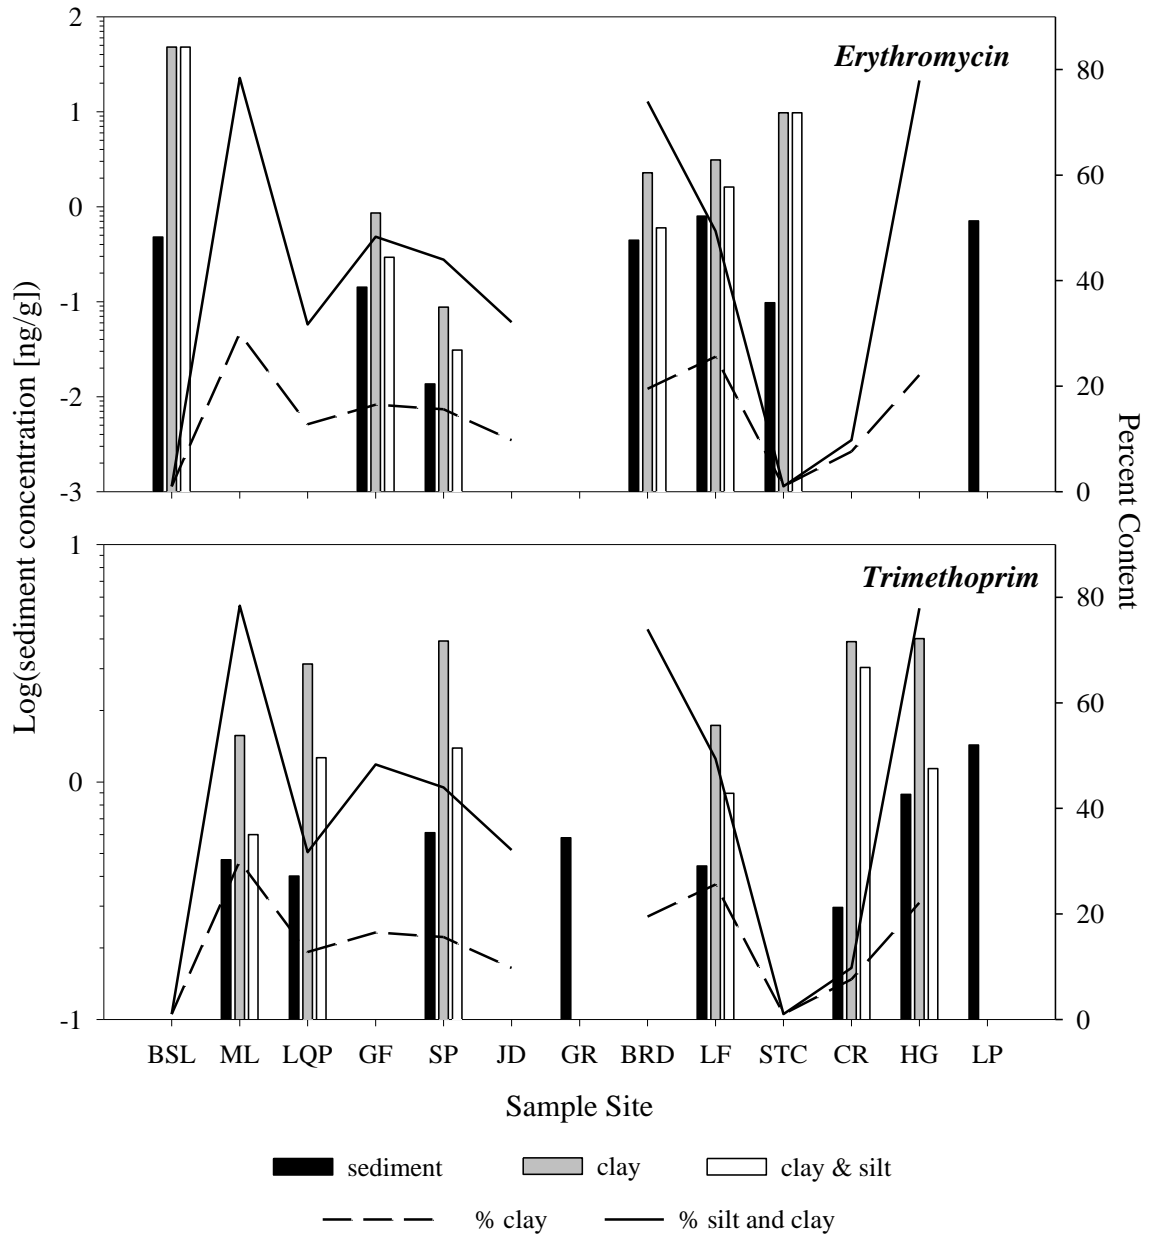 2
1
0
-1
-2
-3
Erythromycin
80
60
40
20
0
Log(sediment concentration [ng/g])
Percent Content
1
0
-1
Trimethoprim
80
60
40
20
0
BSL ML LQP GF SP JD GR BRD LF STC CR HG LP
Sample Site
sediment clay clay & silt
% clay % silt and clay